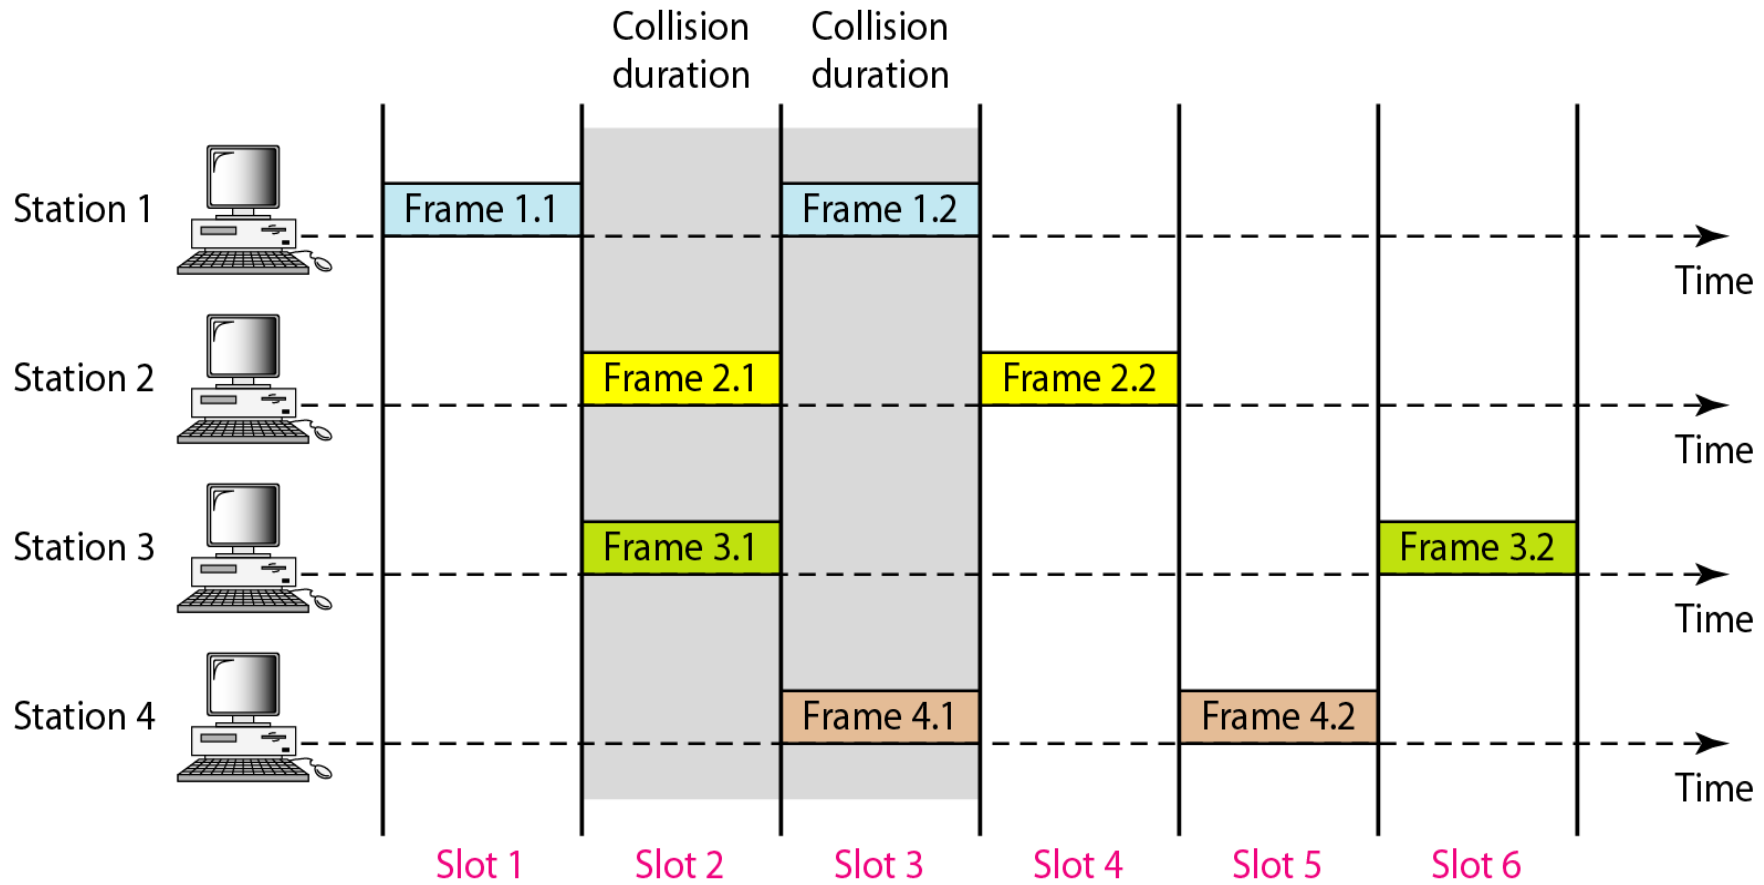 Collision
duration
Collision
duration
Station 1
Frame 1.1
Frame 1.2
Time
Station 2
Frame 2.1
Frame 2.2
Time
Station 3
Frame 3.1
Frame 3.2
Time
Station 4
Frame 4.1
Frame 4.2
Time
Slot 1
Slot 2
Slot 3
Slot 4
Slot 5
Slot 6